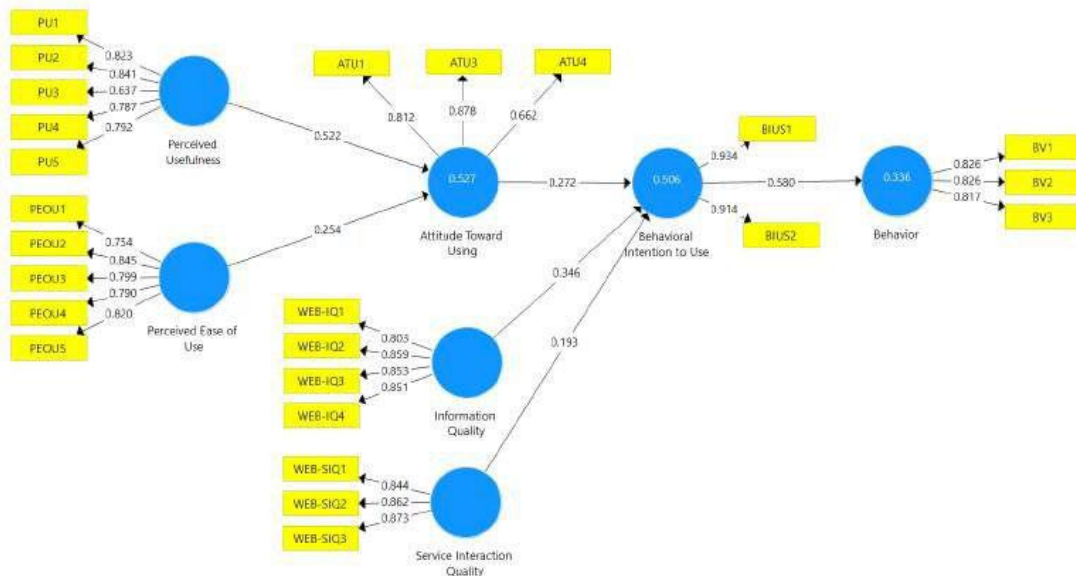 PU1
PU2
PU3
PU4
PU5
0.823
0.841
0.637
0.787
0.792
Perceived
Usefulness
PEOU1
PEOU2
PEOU3
PEOU4
PEOU5
0.754
0.845
0.799
0.790
0.820
Perceived Ease of
Use
0.522
0.254
ATU1
ATU3
ATU4
0.812
0.878
0.662
0.527
Attitude Toward
Using
0.272
WEB-IQ1
WEB-IQ2
WEB-IQ3
WEB-IQ4
0.803
0.859
0.853
0.851
Information
Quality
0.346
WEB-SIQ1
WEB-SIQ2
WEB-SIQ3
0.844
0.862
0.873
Service Interaction
Quality
0.193
0.506
Behavioral
Intention to Use
BIUS1
BIUS2
0.934
0.914
0.580
0.336
Behavior
0.826
0.826
0.817
BV1
BV2
BV3